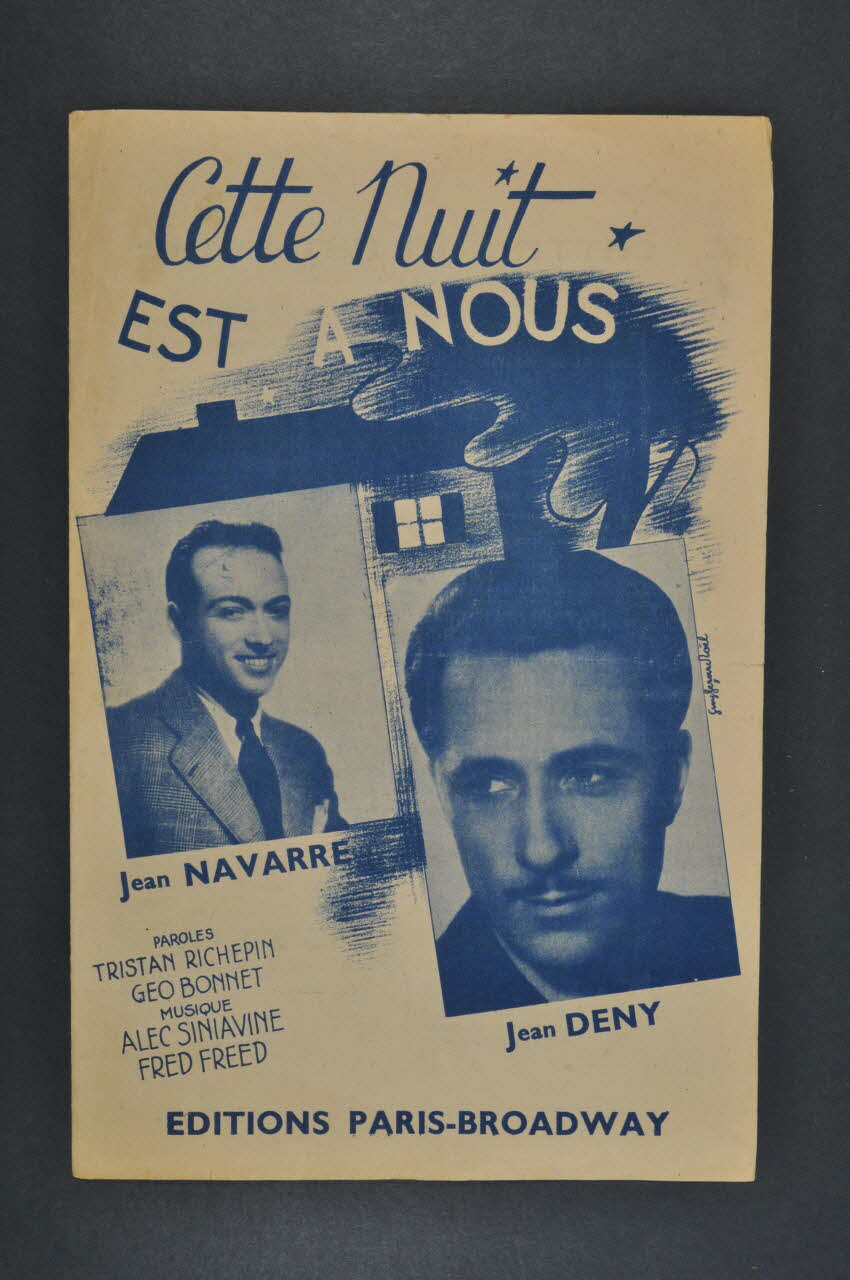 Cette Nuit
EST A NOUS
Jean NAVARRE
Jean DENY
PAROLES
TRISTAN RICHEPIN
GEO BONNET
MUSIQUE
ALEC SINIAVINE
FRED FREED
EDITIONS PARIS-BROADWAY